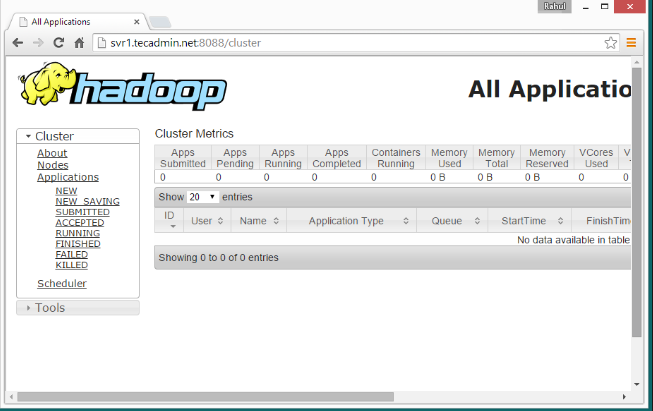 Rahul
All Applications
svr1.tecadmin.net:8088/cluster
hadoop
All Applicatio
Cluster
About
Nodes
Applications
NEW
NEW_SAVING
SUBMITTED
ACCEPTED
RUNNING
FINISHED
FAILED
KILLED
Scheduler
Tools
Cluster Metrics
Apps Submitted Apps Pending Apps Running Apps Completed Containers Running Memory Used Memory Total Memory Reserved VCores Used V
0 0 0 0 0 0 B 0 B 0 B 0
Show 20 entries
ID User Name Application Type Queue StartTime FinishTime
No data available in table
Showing 0 to 0 of 0 entries